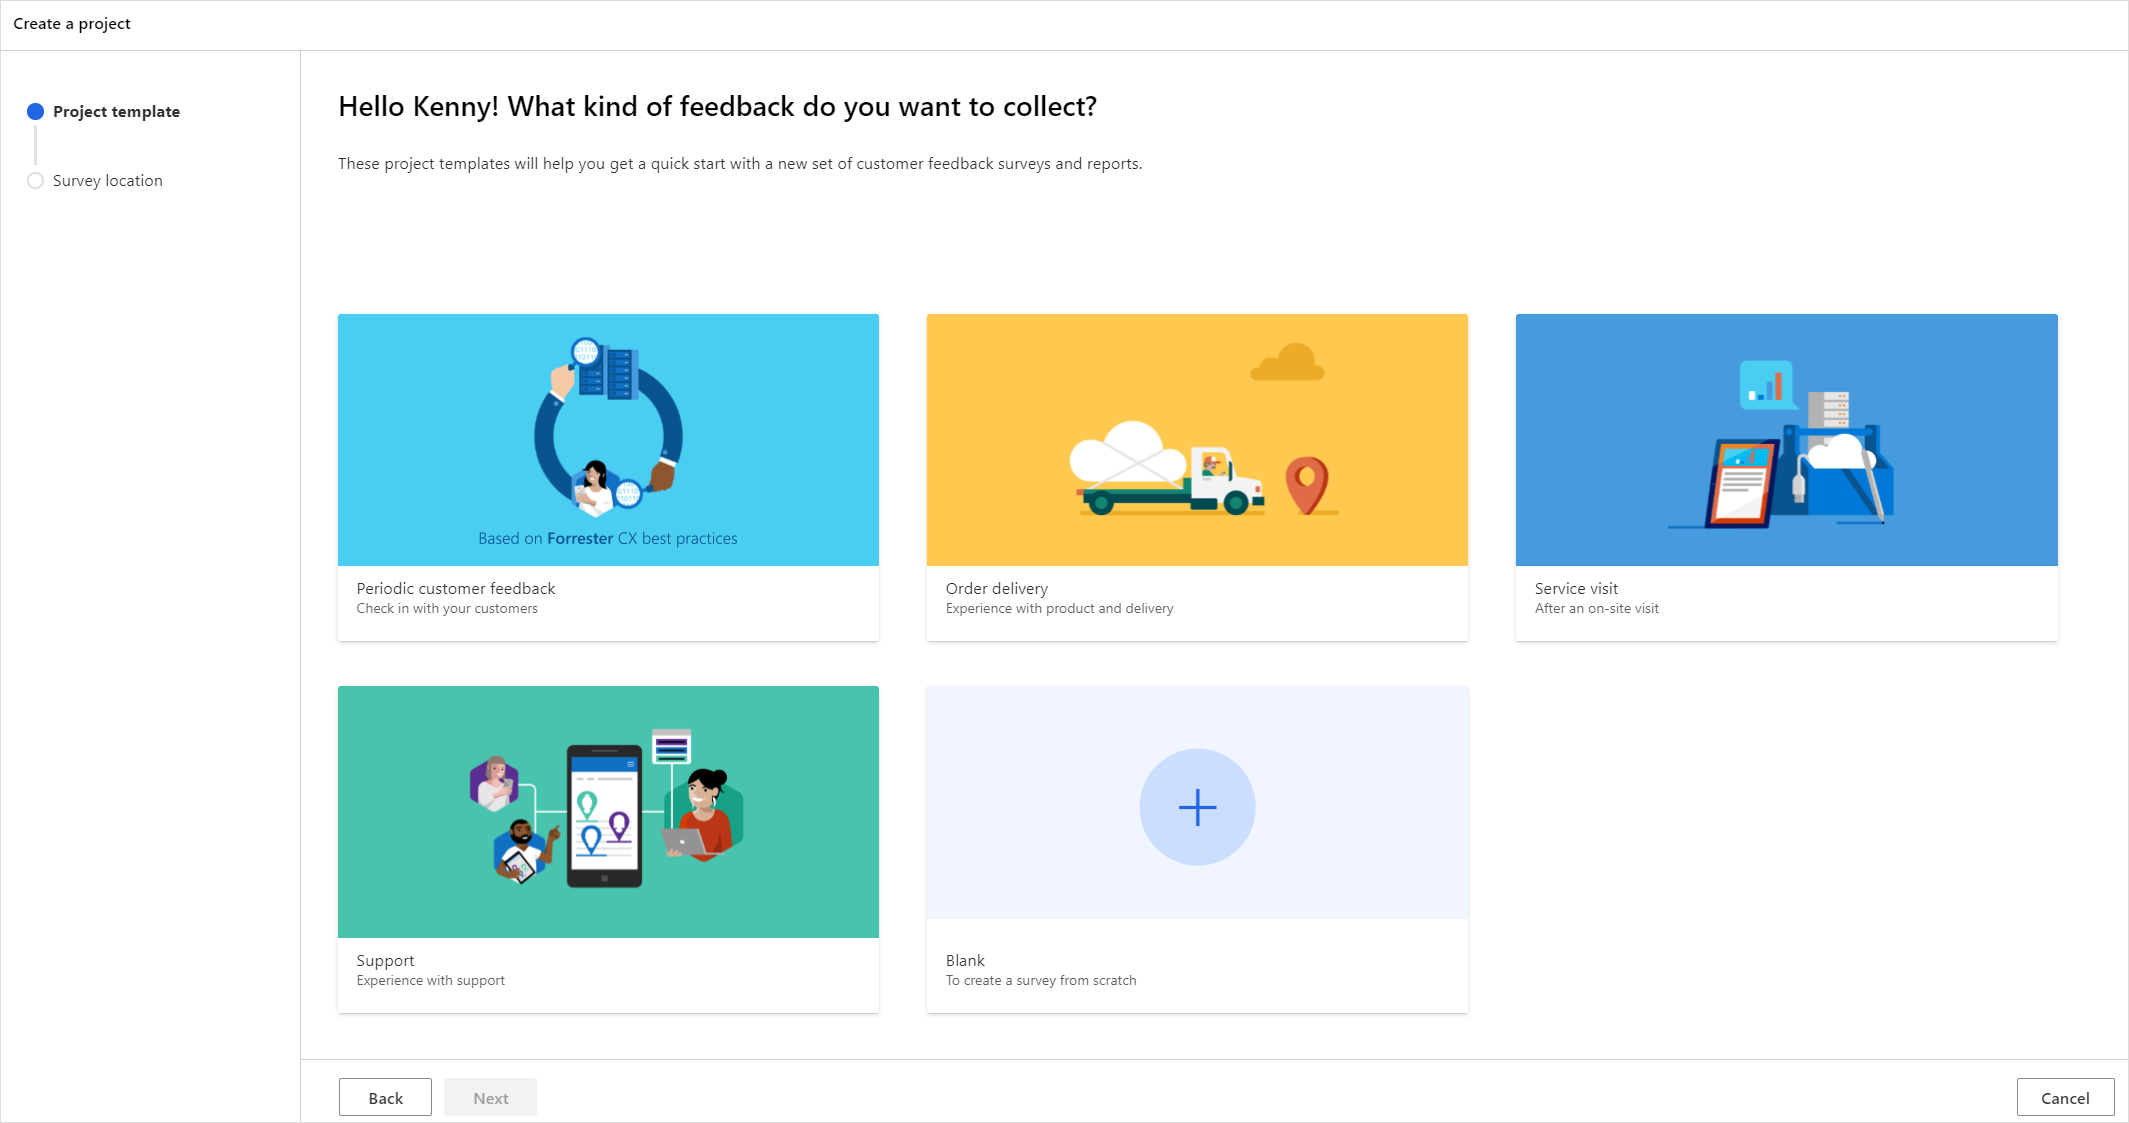 Create a project
Project template
Survey location
Hello Kenny! What kind of feedback do you want to collect?
These project templates will help you get a quick start with a new set of customer feedback surveys and reports.
01110
010110
01110
010110
Based on Forrester CX best practices
Periodic customer feedback
Check in with your customers
Order delivery
Experience with product and delivery
Service visit
After an on-site visit
Support
Experience with support
Blank
To create a survey from scratch
Back
Next
Cancel